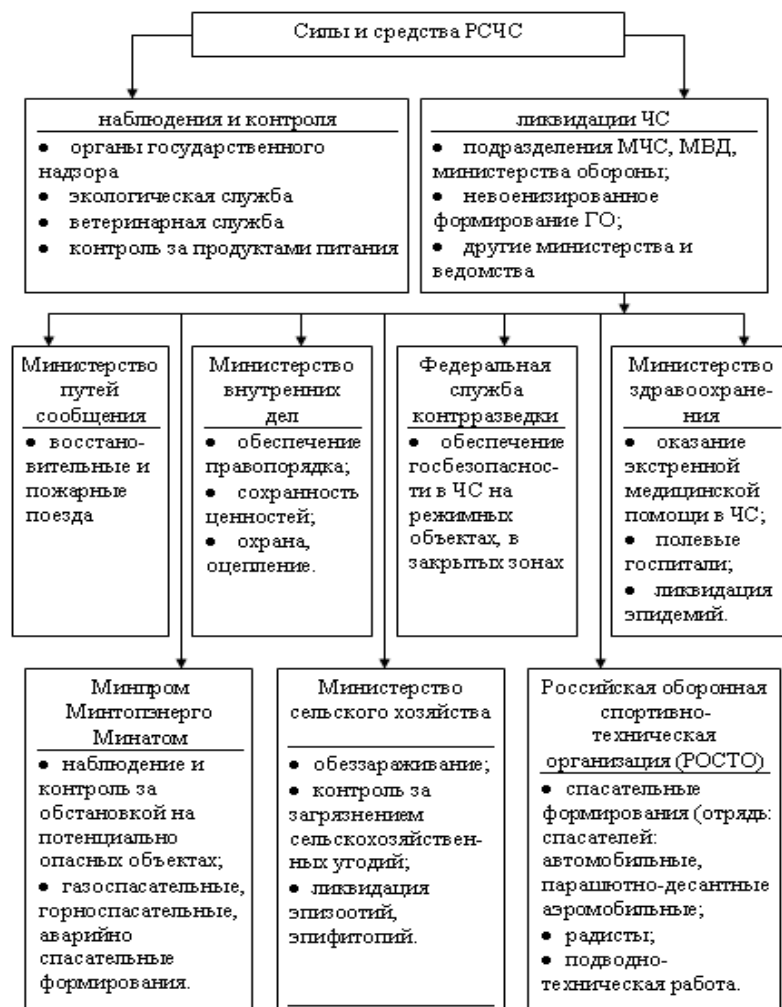 Силы и средства РСЧС
наблюдения и контроля
● органы государственного
надзора
● экологическая служба
● ветеринарная служба
● контроль за продуктами питания
ликвидации ЧС
● подразделения МЧС, МВД,
министерства обороны;
● невоенизированное
формирование ГО;
● другие министерства и
ведомства
Министерство
путей
сообщения
● восстано-
вительные и
пожарные
поезда
Министерство
внутренних
дел
● обеспечение
правопорядка;
● сохранность
ценностей;
● охрана,
оцепление.
Федеральная
служба
контрразведки
● обеспечение
госбезопаснос-
ти в ЧС на
режимных
объектах, в
закрытых зонах
Министерство
здравоохране-
ния
● оказание
экстренной
медицинской
помощи в ЧС;
● полевые
госпитали;
● ликвидация
эпидемий.
Минпром
Минтопэнерго
Минатом
● наблюдение и
контроль за
обстановкой на
потенциально
опасных объектах;
● газоспасательные,
горноспасательные,
аварийно
спасательные
формирования.
Министерство
сельского хозяйства
● обеззараживание;
● контроль за
загрязнением
сельскохозяйствен-
ных угодий;
● ликвидация
эпизоотий,
эпифитопий.
Российская оборонная
спортивно-
техническая
организация (РОСТО)
● спасательные
формирования (отрядь:
спасателей:
автомобильные,
парашютно-десантные
аэромобильные;
● радисты;
● подводно-
техническая работа.